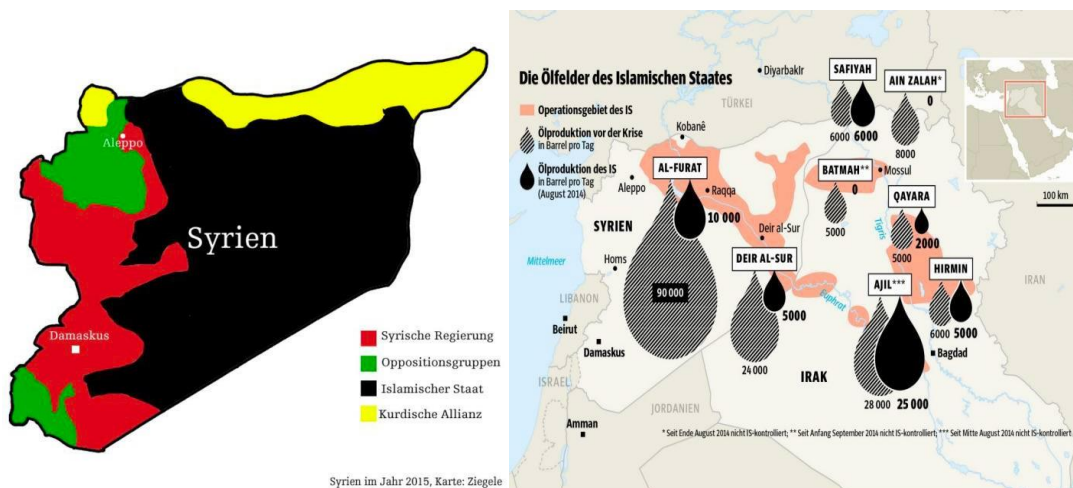 Aleppo
Syrien
Damaskus
Syrische Regierung
Oppositionsgruppen
Islamischer Staat
Kurdische Allianz
Syrien im Jahr 2015, Karte: Ziegele
Die Ölfelder des Islamischen Staates
Operationsgebiet des IS
Ölproduktion vor der Krise
in Barrel pro Tag
Ölproduktion des IS
in Barrel pro Tag
(August 2014)
Diyarbakır
TÜRKEI
Kobanê
SAFIYAH
6000
6000
AIN ZALAH*
0
8000
AL-FURAT
Aleppo
Raqqa
10 000
90 000
BATMAH**
0
5000
Mossul
100 km
QAYARA
Tigris
5000
2000
SYRIEN
Deir al-Sur
Mittelmeer
Homs
DEIR AL-SUR
5000
24 000
Euphrat
AJIL***
28 000
25 000
HIRMIN
6000
5000
IRAN
LIBANON
Beirut
Damaskus
Bagdad
IRAK
ISRAEL
JORDANIEN
Amman
* Seit Ende August 2014 nicht IS-kontrolliert; ** Seit Anfang September 2014 nicht IS-kontrolliert; *** Seit Mitte August 2014 nicht IS-kontrolliert